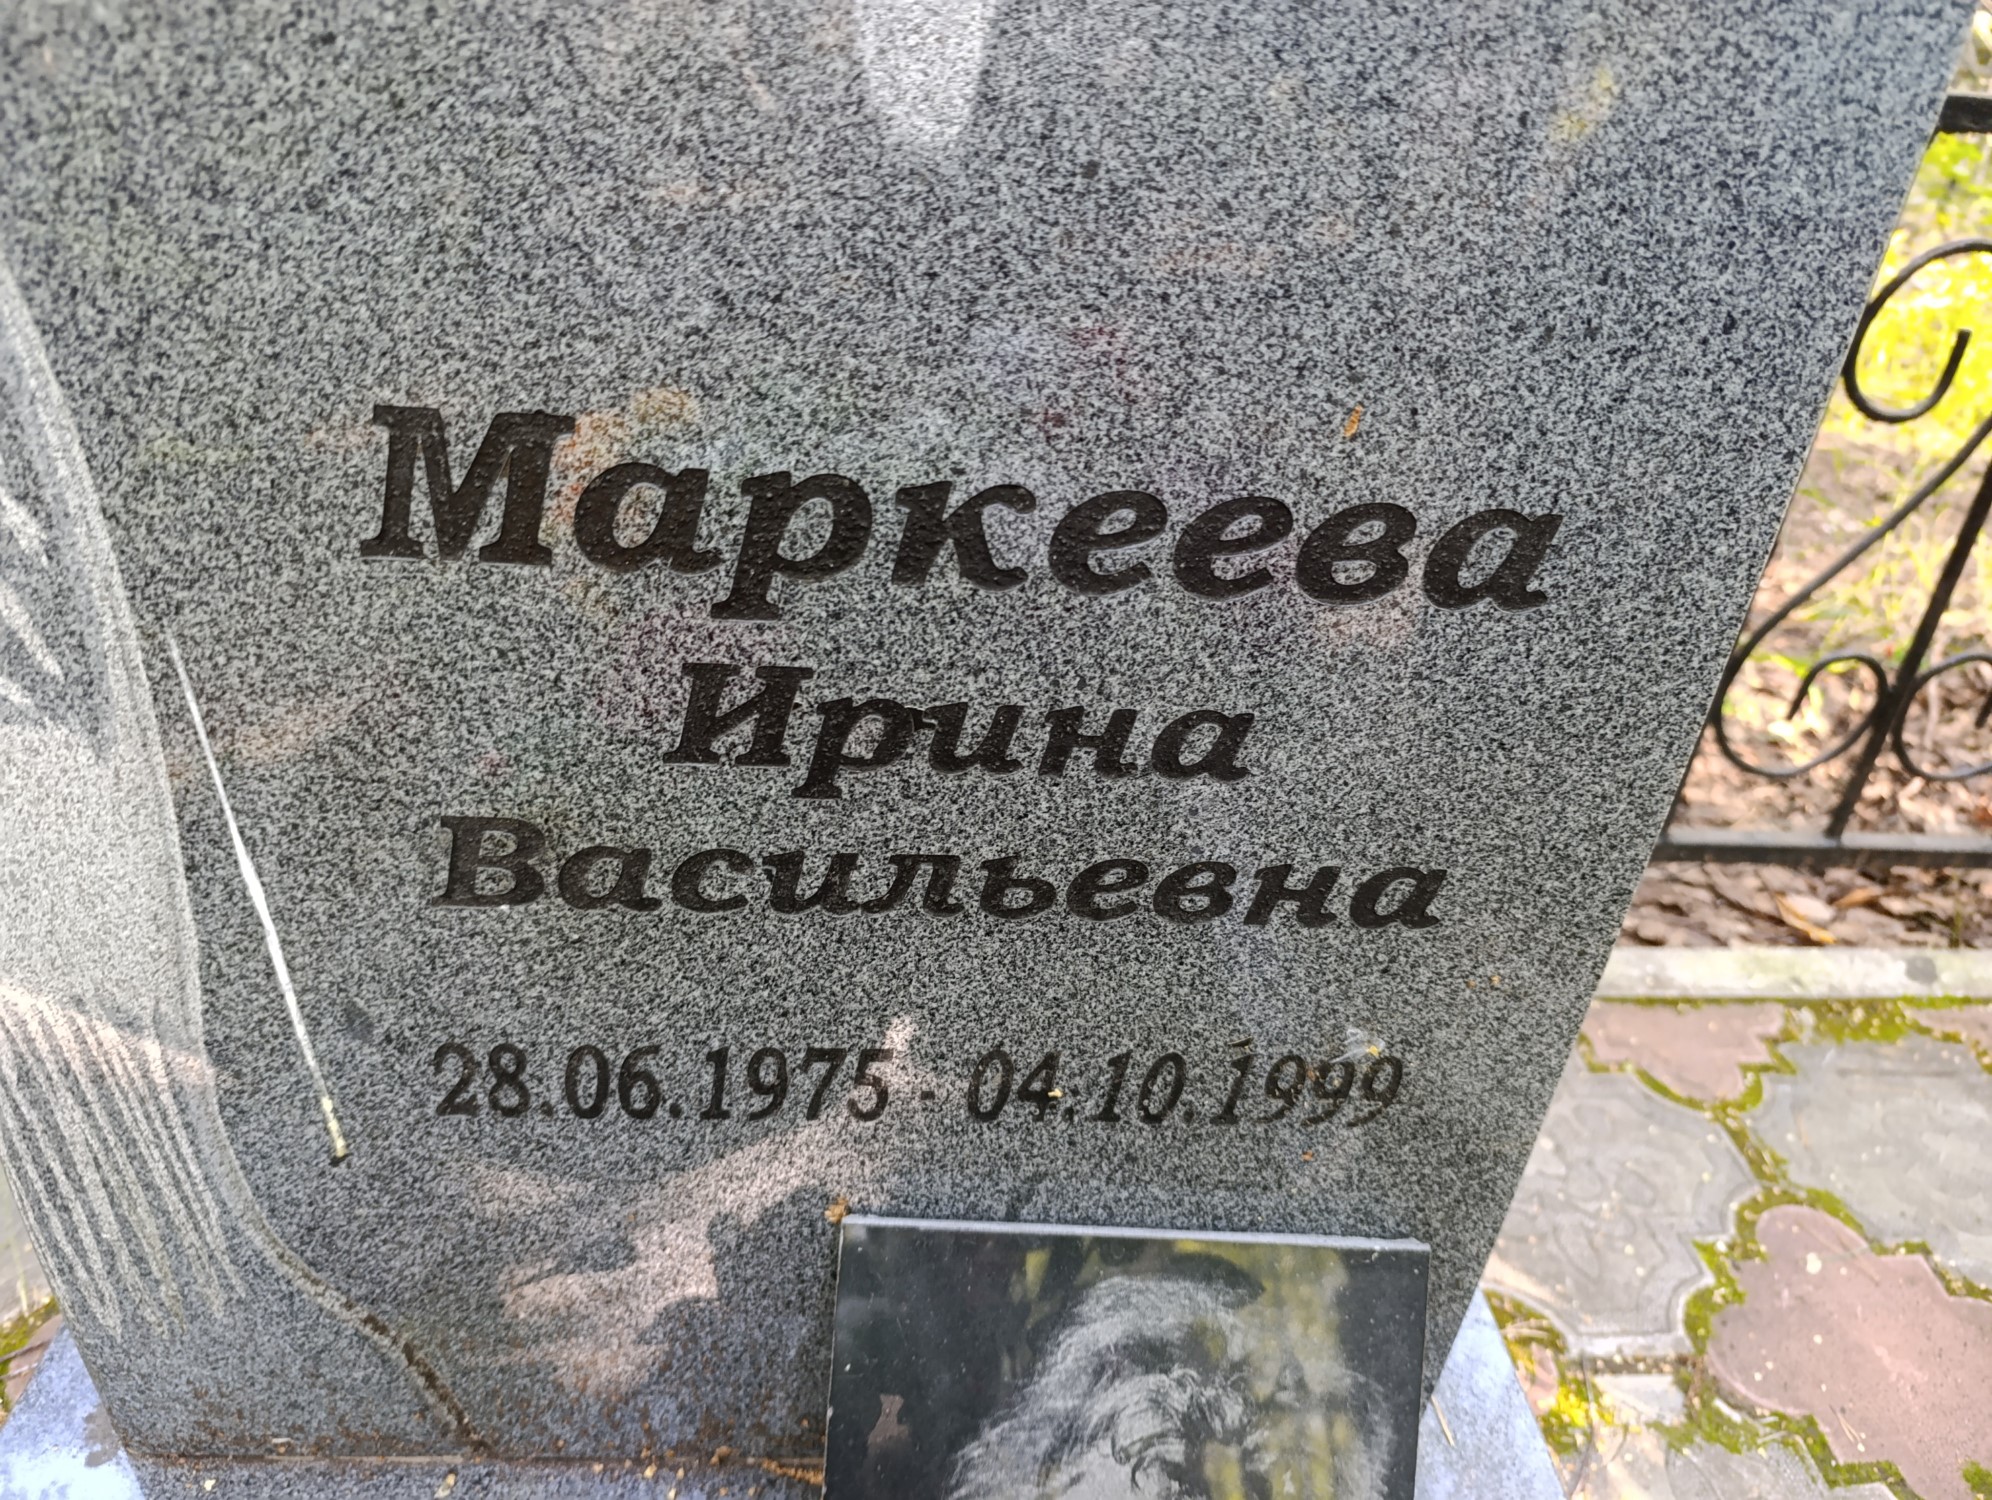 Маркеева
Ирина
Васильевна
28.06.1975 - 04.10.1999